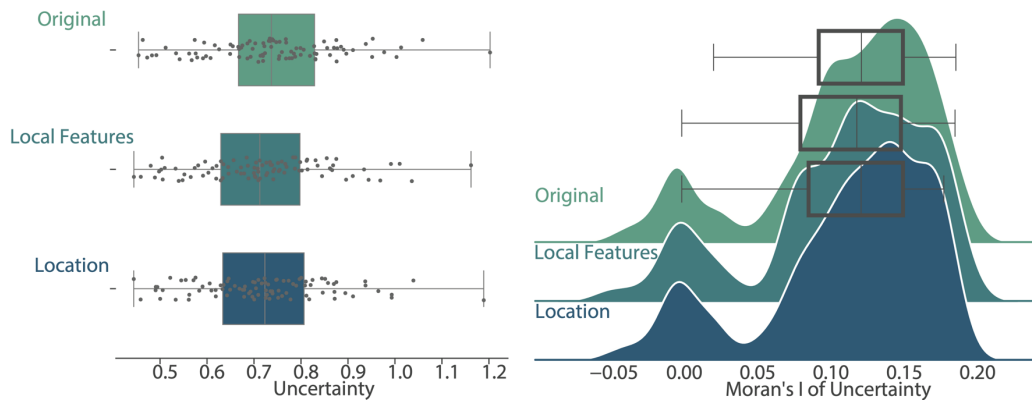 Original
Local Features
Location
0.5 0.6 0.7 0.8 0.9 1.0 1.1 1.2
Uncertainty
Original
Local Features
Location
−0.05 0.00 0.05 0.10 0.15 0.20
Moran's I of Uncertainty